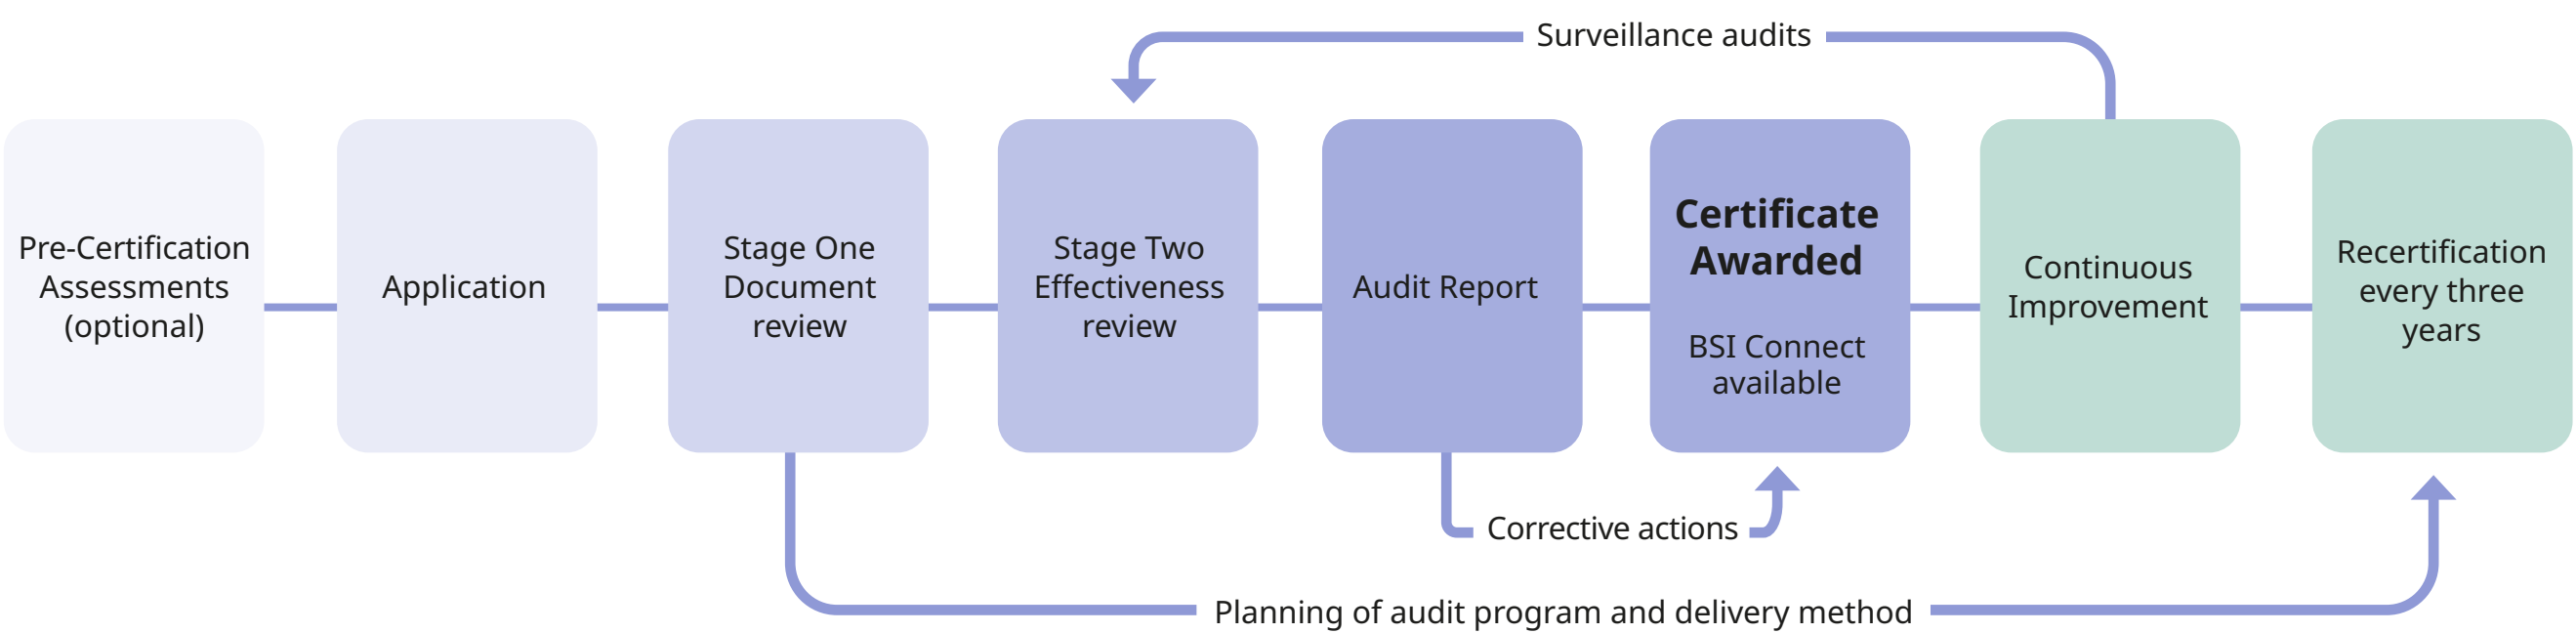 Surveillance audits
Pre-Certification
Assessments
(optional)
Application
Stage One
Document
review
Stage Two
Effectiveness
review
Audit Report
Certificate
Awarded
BSI Connect
available
Continuous
Improvement
Recertification
every three
years
Corrective actions
Planning of audit program and delivery method